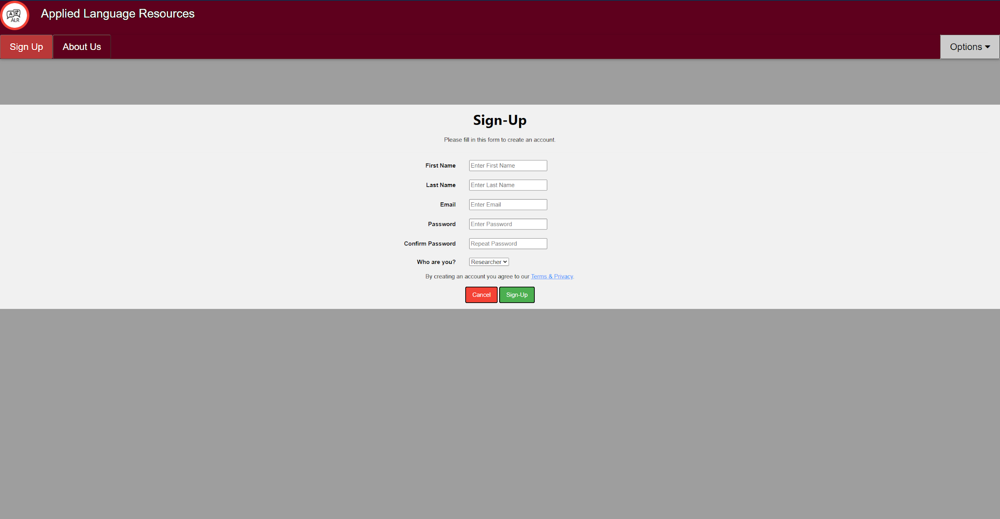 A文
ALR
Applied Language Resources
Sign Up
About Us
Options
Sign-Up
Please fill in this form to create an account.
First Name
Enter First Name
Last Name
Enter Last Name
Email
Enter Email
Password
Enter Password
Confirm Password
Repeat Password
Who are you?
Researcher
By creating an account you agree to our Terms & Privacy.
Cancel
Sign-Up